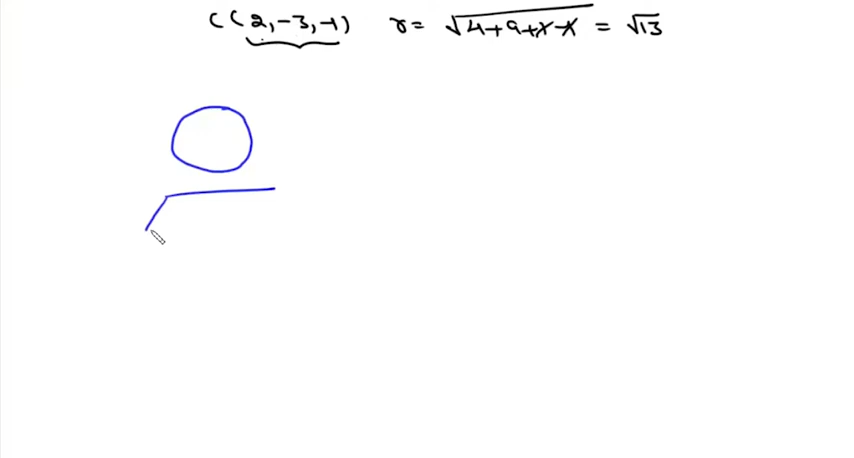 C(2,-3,-1) r= √4+9+1-1 = √13